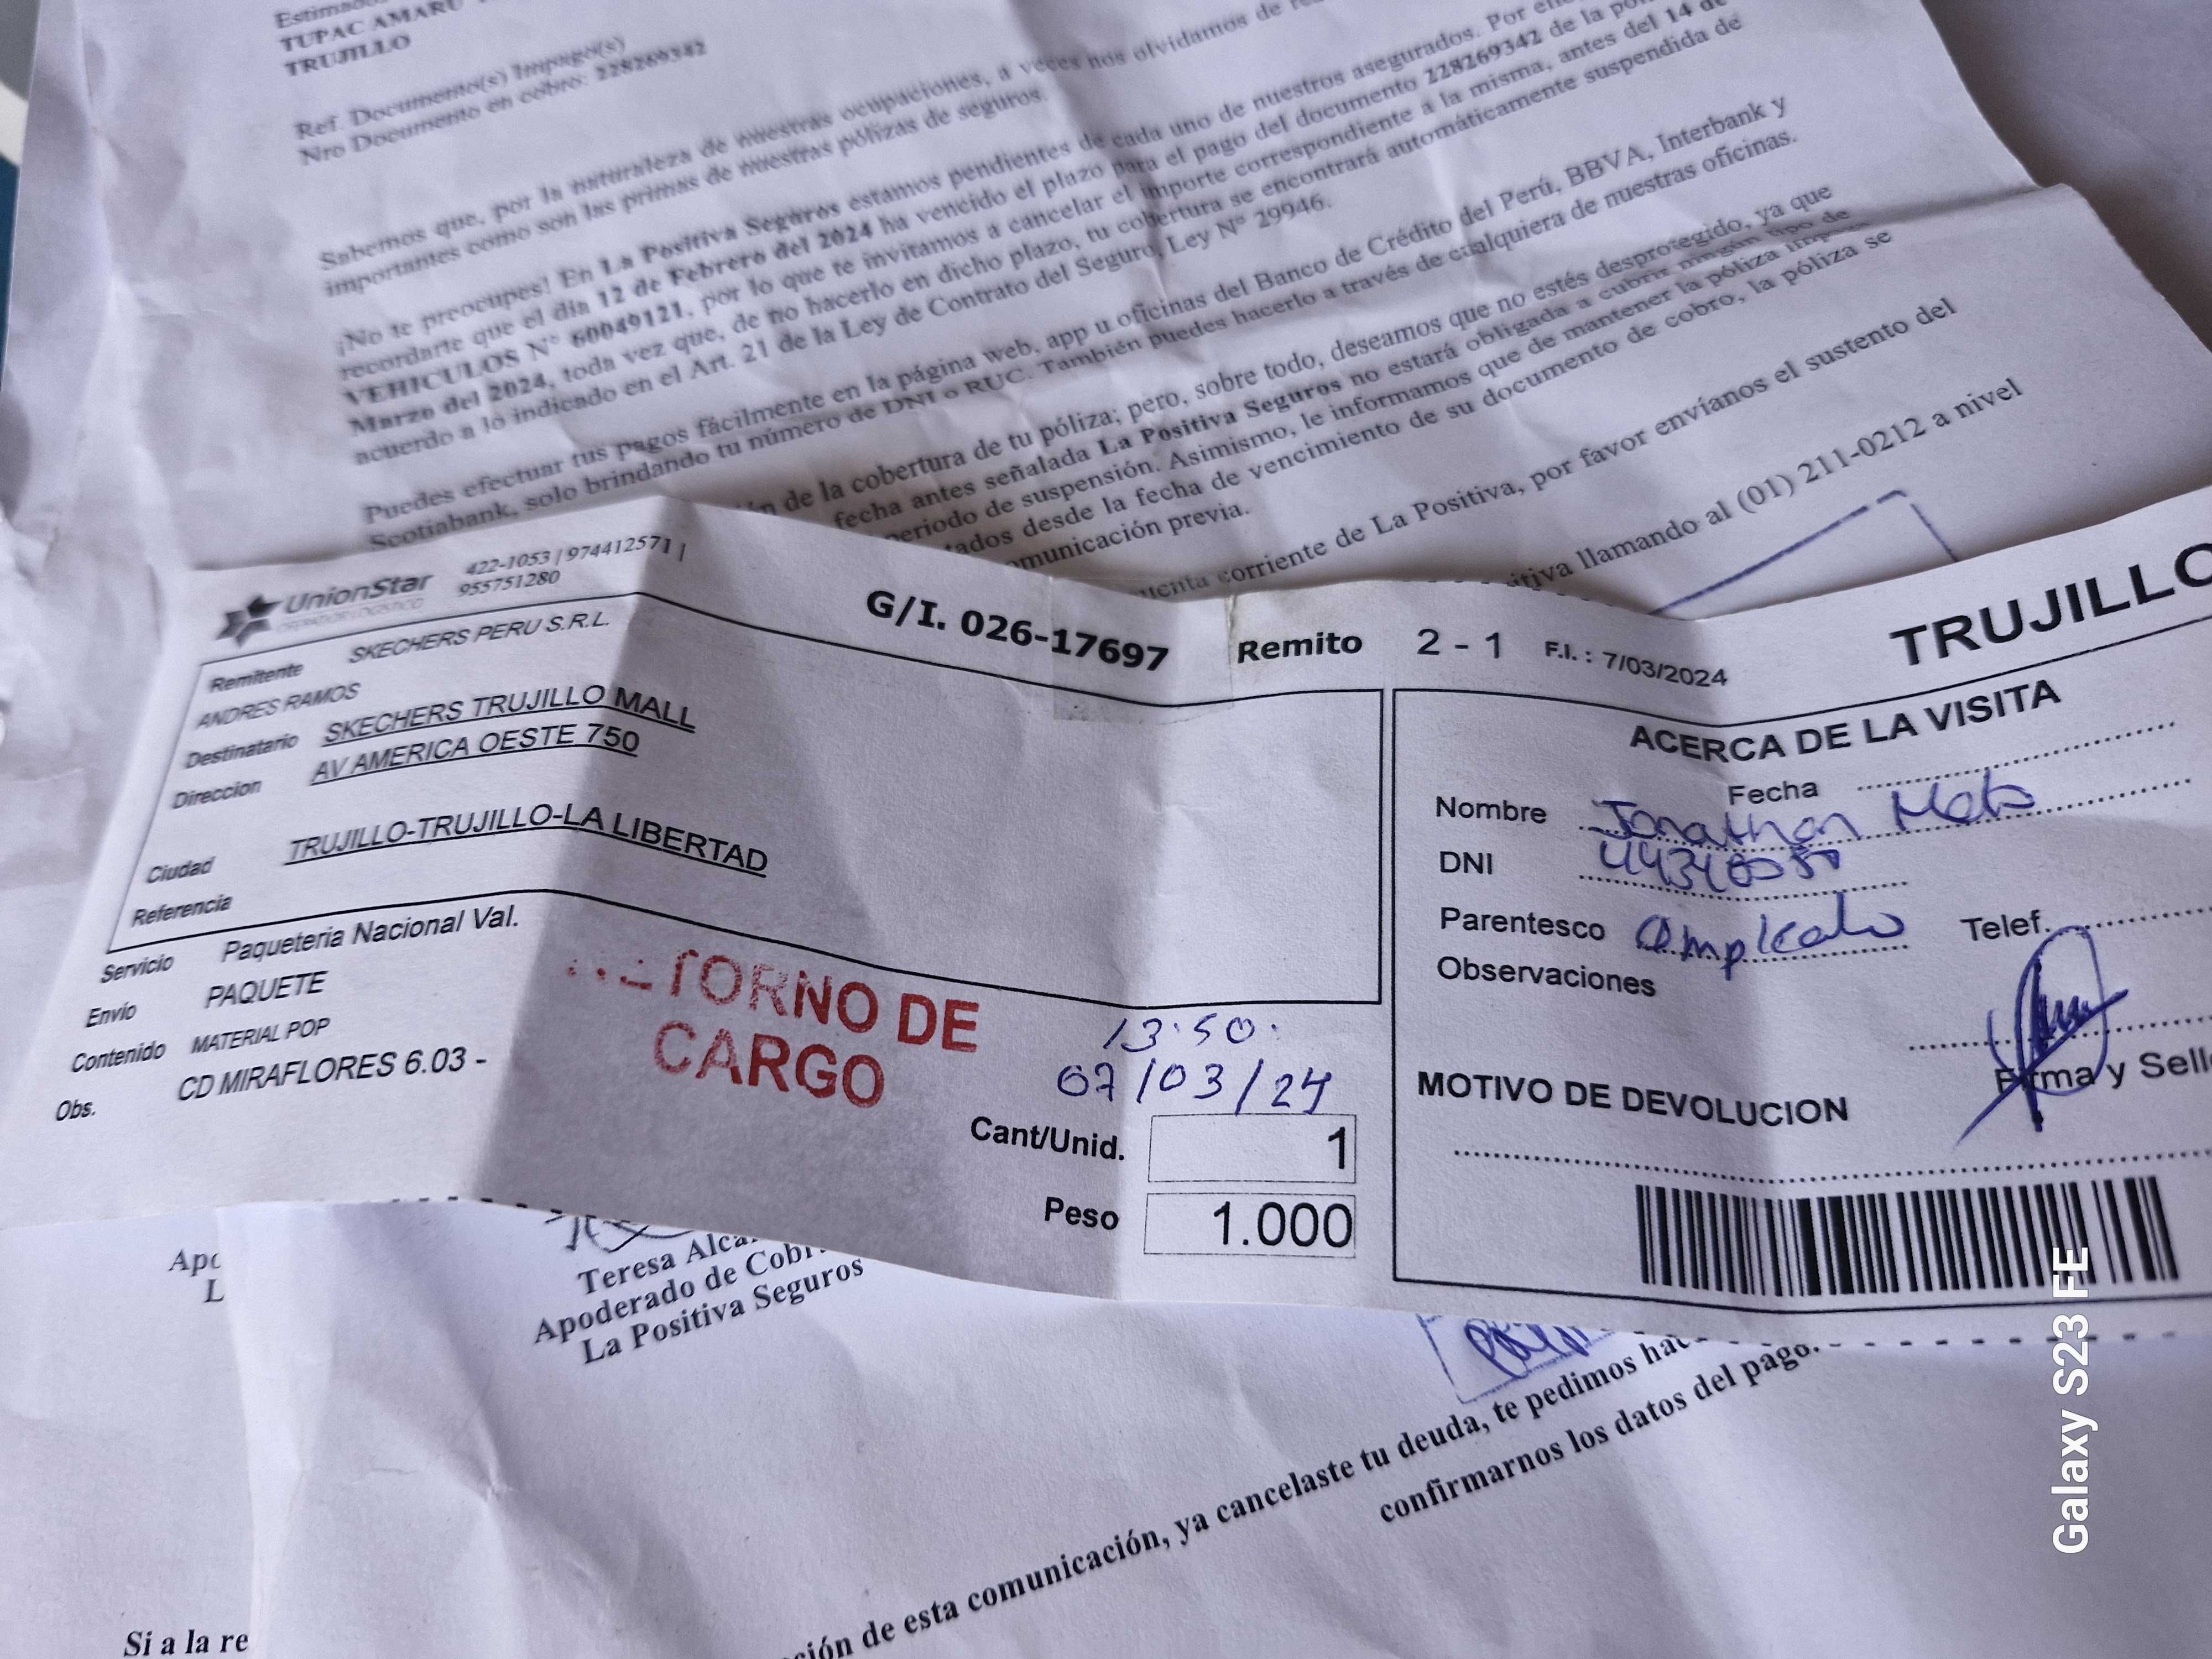 TUPAC AMARU
TRUJILLO
Ref. Documento(s) Impago(s)
Nro Documento en cobro: 228269342
Sabemos que, por la naturaleza de nuestras ocupaciones, a veces nos olvidamos de
importantes como son las primas de nuestras pólizas de seguros.
¡No te preocupes! En La Positiva Seguros estamos pendientes de cada uno de nuestros asegurados. Por
recordarte que el día 12 de Febrero del 2024 ha vencido el plazo para el pago del documento 228269342 de la
VEHICULOS N° 60049121, por lo que te invitamos a cancelar el importe correspondiente a la misma, antes del 14 de
Marzo del 2024, toda vez que, de no hacerlo en dicho plazo, tu cobertura se encontrará automáticamente suspendida de
acuerdo a lo indicado en el Art. 21 de la Ley de Contrato del Seguro, Ley N° 29946.
Puedes efectuar tus pagos fácilmente en la página web, app u oficinas del Banco de Crédito del Perú, BBVA, Interbank y
Scotiabank, solo brindando tu número de DNI o RUC. También puedes hacerlo a través de cualquiera de nuestras oficinas.
de la cobertura de tu póliza; pero, sobre todo, deseamos que no estés desprotegido, ya que
fecha antes señalada La Positiva Seguros no estará obligada a cubrir ningún tipo de
periodo de suspensión. Asimismo, le informamos que de mantener la póliza
desde la fecha de vencimiento de su documento de cobro, la póliza se
comunicación previa.
corriente de La Positiva, por favor envíanos el sustento del
llamando al (01) 211-0212 a nivel
UnionStar
OPERADOR LOGISTICO
422-1053 | 974412571 |
955751280
G/I. 026-17697
Remito 2 - 1
F.I. : 7/03/2024
TRUJILLO
Remitente SKECHERS PERU S.R.L.
ANDRES RAMOS
Destinatario SKECHERS TRUJILLO MALL
Direccion AV AMERICA OESTE 750
Ciudad TRUJILLO-TRUJILLO-LA LIBERTAD
Referencia
Servicio Paqueteria Nacional Val.
Envío PAQUETE
Contenido MATERIAL POP
Obs. CD MIRAFLORES 6.03 -
RETORNO DE
CARGO
13:50
07/03/24
Cant/Unid. 1
Peso 1.000
ACERCA DE LA VISITA
Fecha
Nombre Jonathan
DNI
Parentesco empleado
Telef.
Observaciones
Firma y Sell
MOTIVO DE DEVOLUCION
Teresa
Apoderado de
La Positiva Seguros
ción de esta comunicación, ya cancelaste tu deuda, te pedimos
confirmarnos los datos del pago.
Si a la re
Galaxy S23 FE